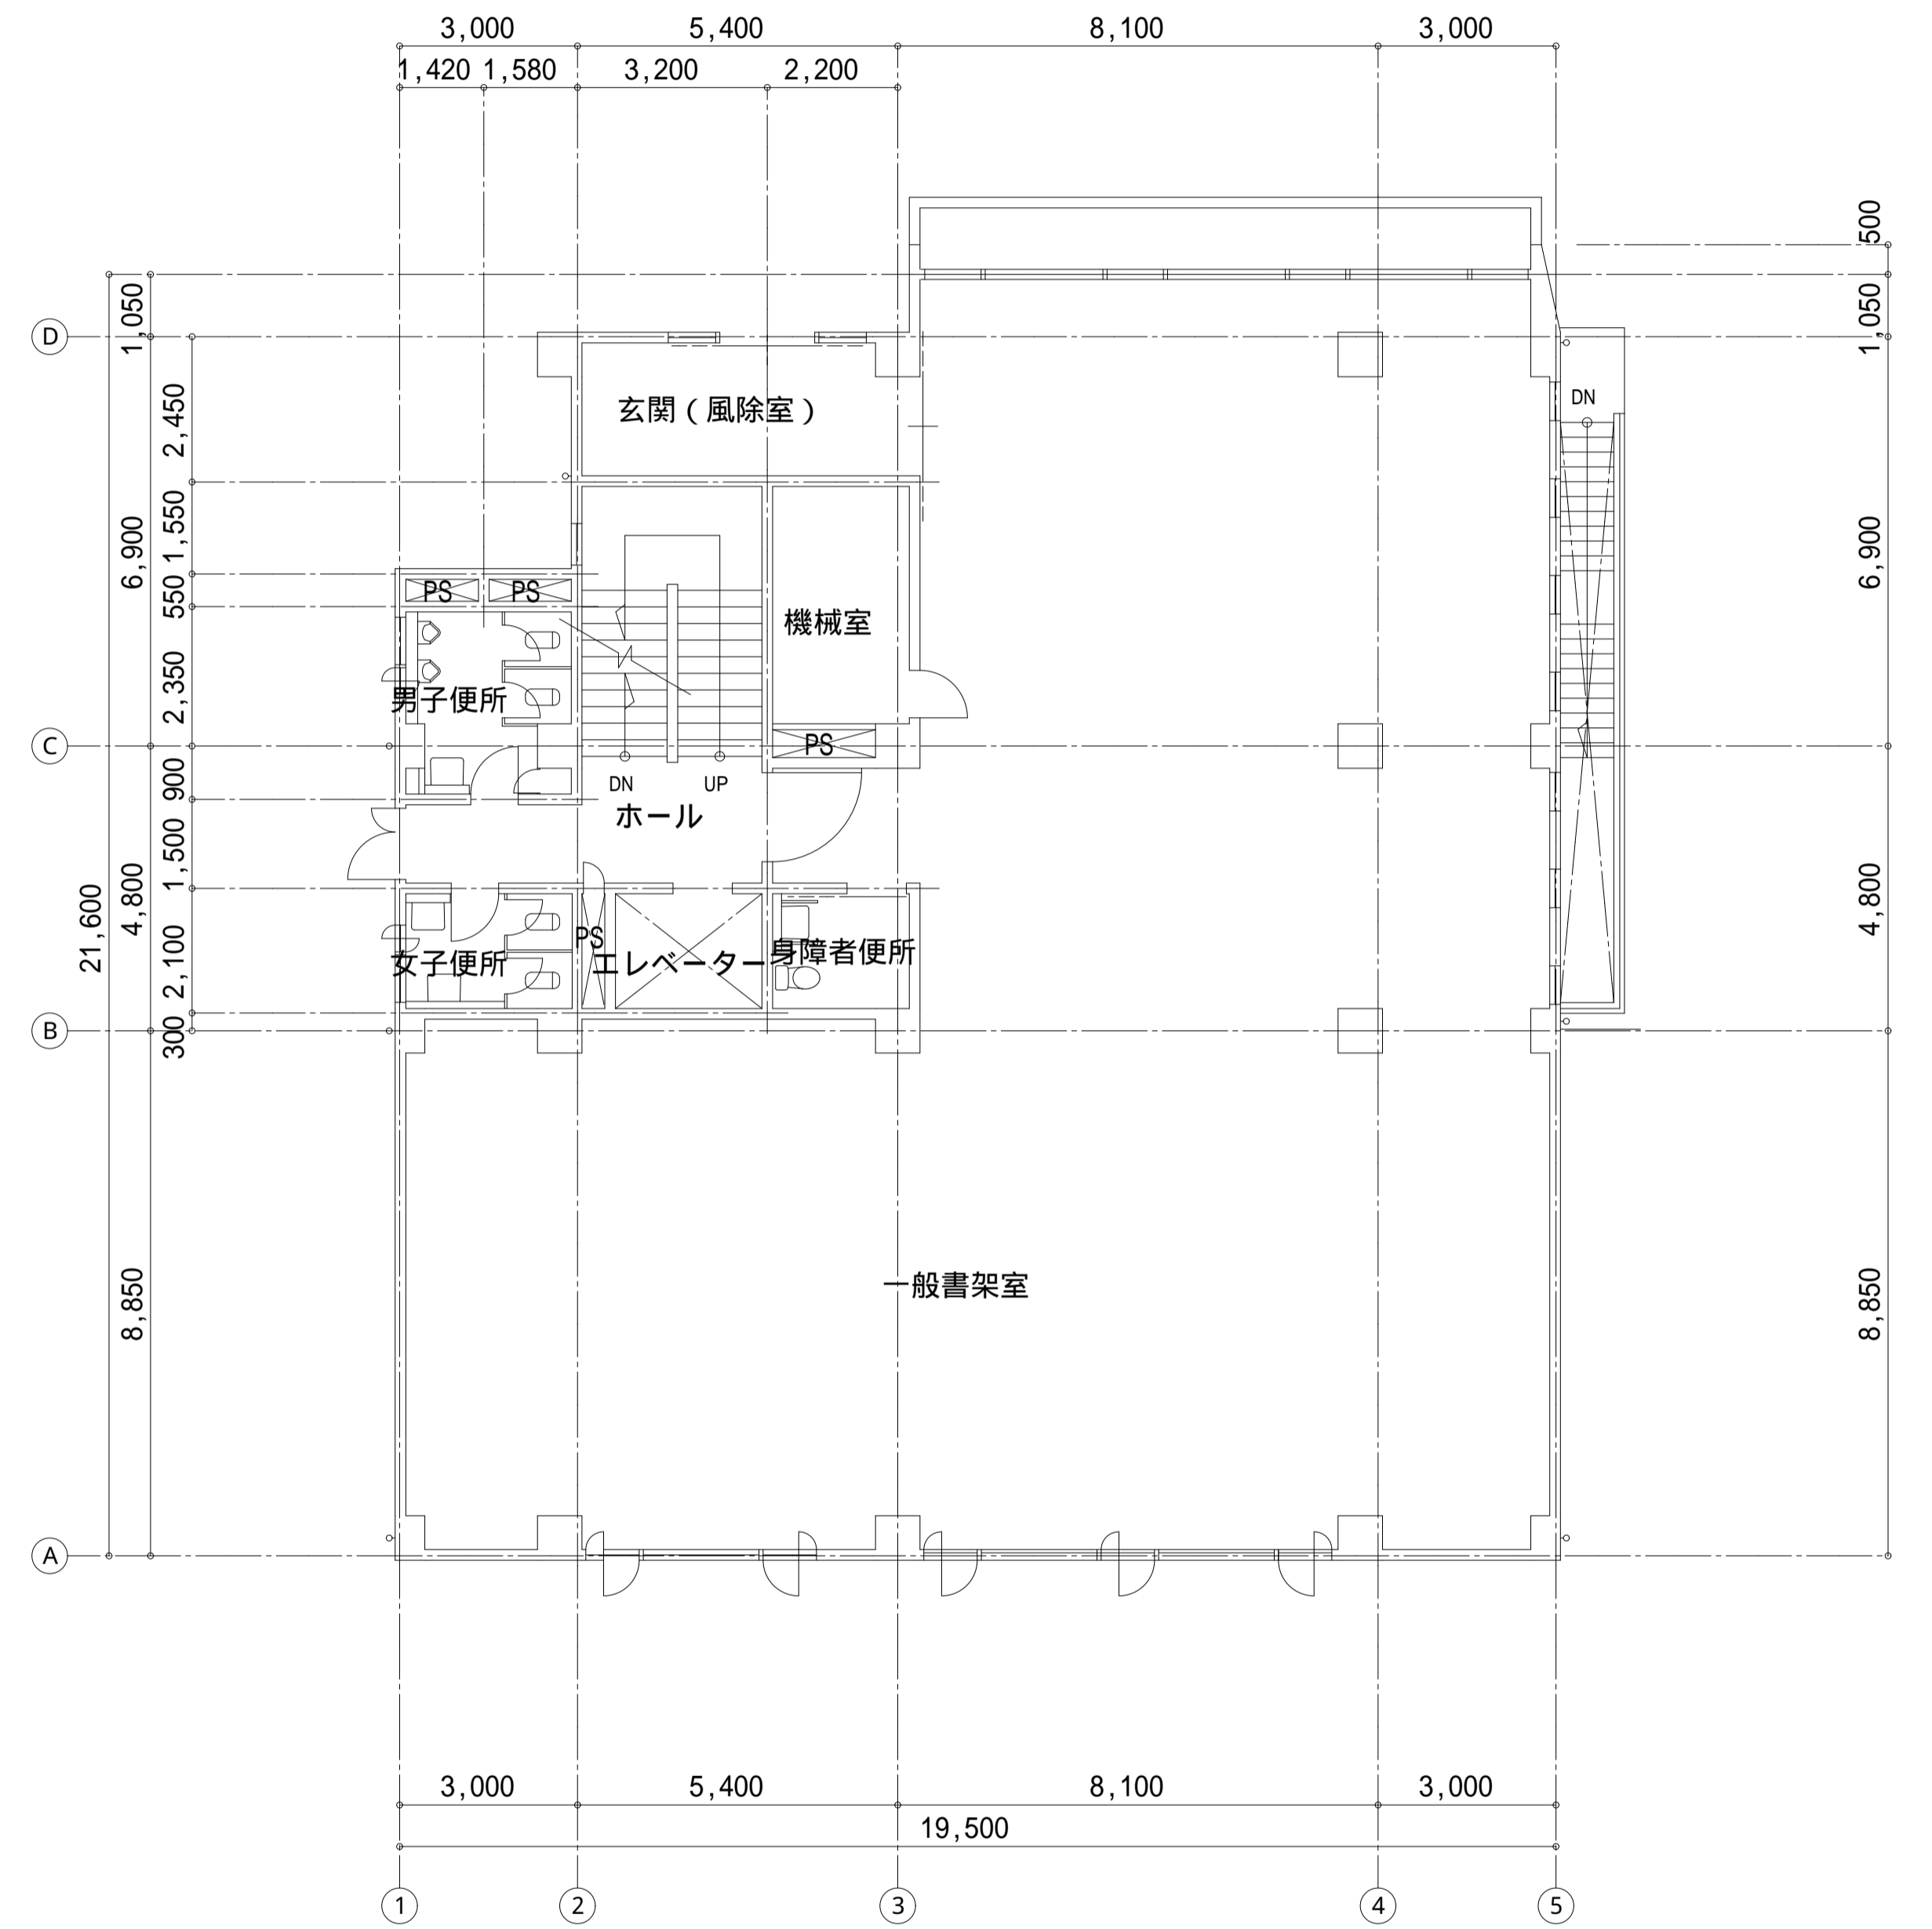 3,000 5,400 8,100 3,000
1,420 1,580 3,200 2,200
500
1,050 1,050
D
DN
玄関（風除室）
2,450
6,900 1,550 6,900
550 PS PS
機械室
2,350
男子便所
C
PS
900
DN UP
ホール
1,500
21,600 4,800 4,800
2,100
女子便所 PS エレベーター 身障者便所
B
300
一般書架室
8,850 8,850
A
3,000 5,400 8,100 3,000
19,500
1 2 3 4 5